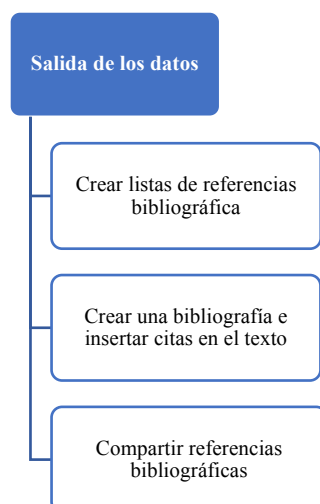 Salida de los datos
Crear listas de referencias
bibliográfica
Crear una bibliografía e
insertar citas en el texto
Compartir referencias
bibliográficas